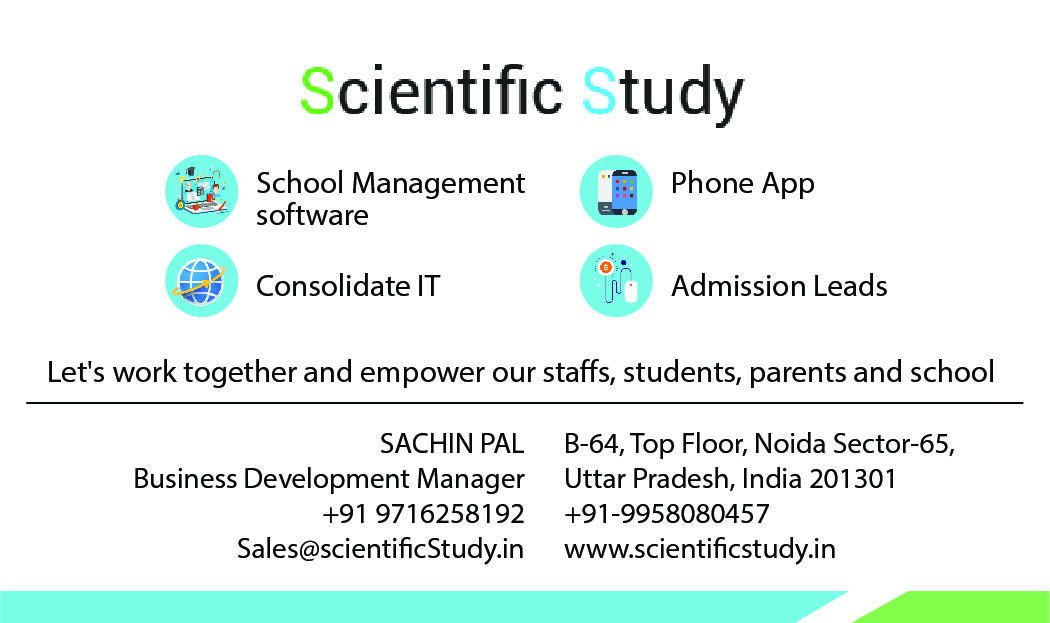 Scientific Study
School Management
software
Phone App
Consolidate IT
Admission Leads
Let's work together and empower our staffs, students, parents and school
SACHIN PAL
Business Development Manager
+91 9716258192
Sales@scientificStudy.in
B-64, Top Floor, Noida Sector-65,
Uttar Pradesh, India 201301
+91-9958080457
www.scientificstudy.in